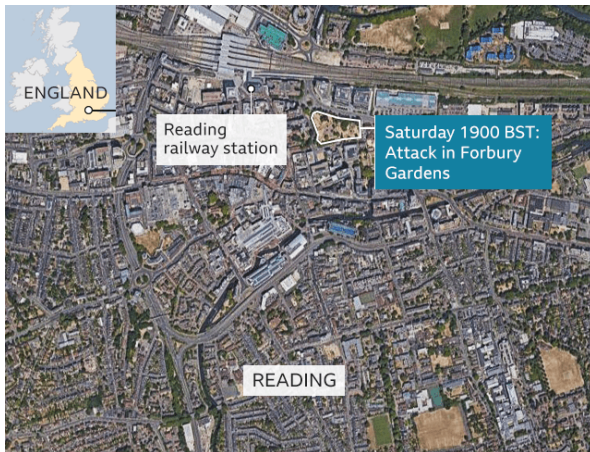 ENGLAND
Reading
railway station
Saturday 1900 BST:
Attack in Forbury
Gardens
READING